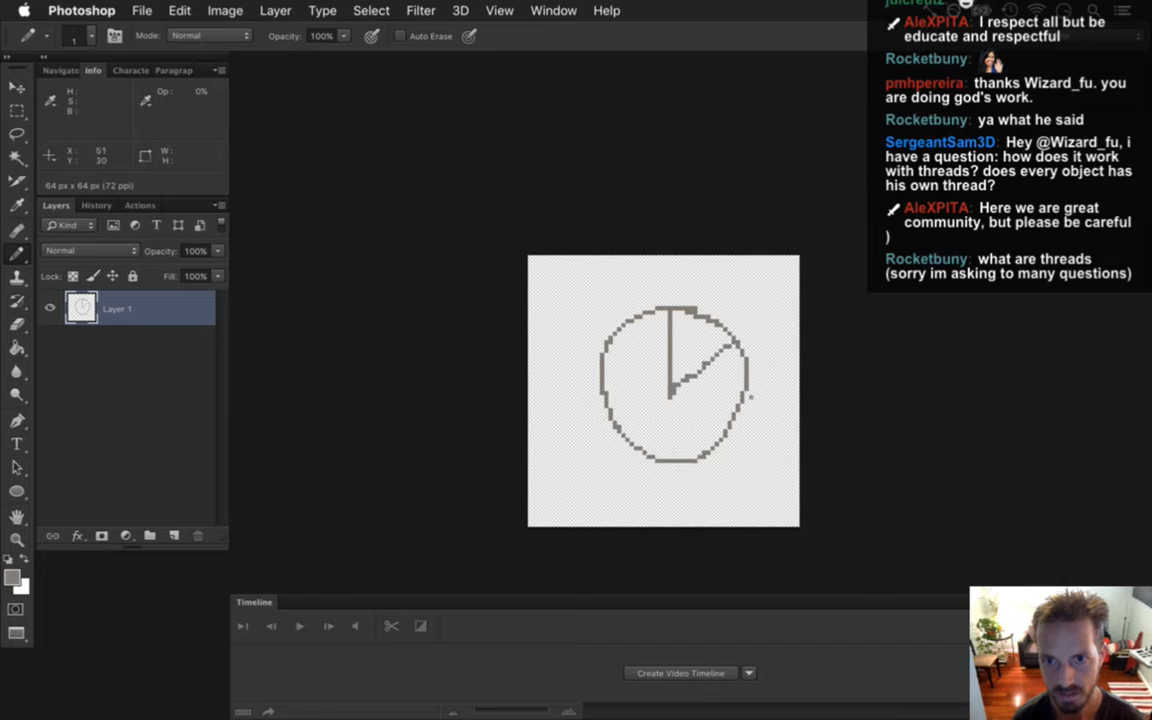 Photoshop File Edit Image Layer Type Select Filter 3D View Window Help
1 Mode: Normal Opacity: 100% Auto Erase
Navigato Info Characte Paragrap
H: Op: 0%
S:
B:
X: 51 W:
Y: 30 H:
64 px x 64 px (72 ppi)
Layers History Actions
Kind
Normal Opacity: 100%
Lock: Fill: 100%
Layer 1
AleXPITA: I respect all but be
educate and respectful
Rocketbuny:
pmhpereira: thanks Wizard_fu. you
are doing god's work.
Rocketbuny: ya what he said
SergeantSam3D: Hey @Wizard_fu, i
have a question: how does it work
with threads? does every object has
his own thread?
AleXPITA: Here we are great
community, but please be careful
)
Rocketbuny: what are threads
(sorry im asking to many questions)
Timeline
Create Video Timeline